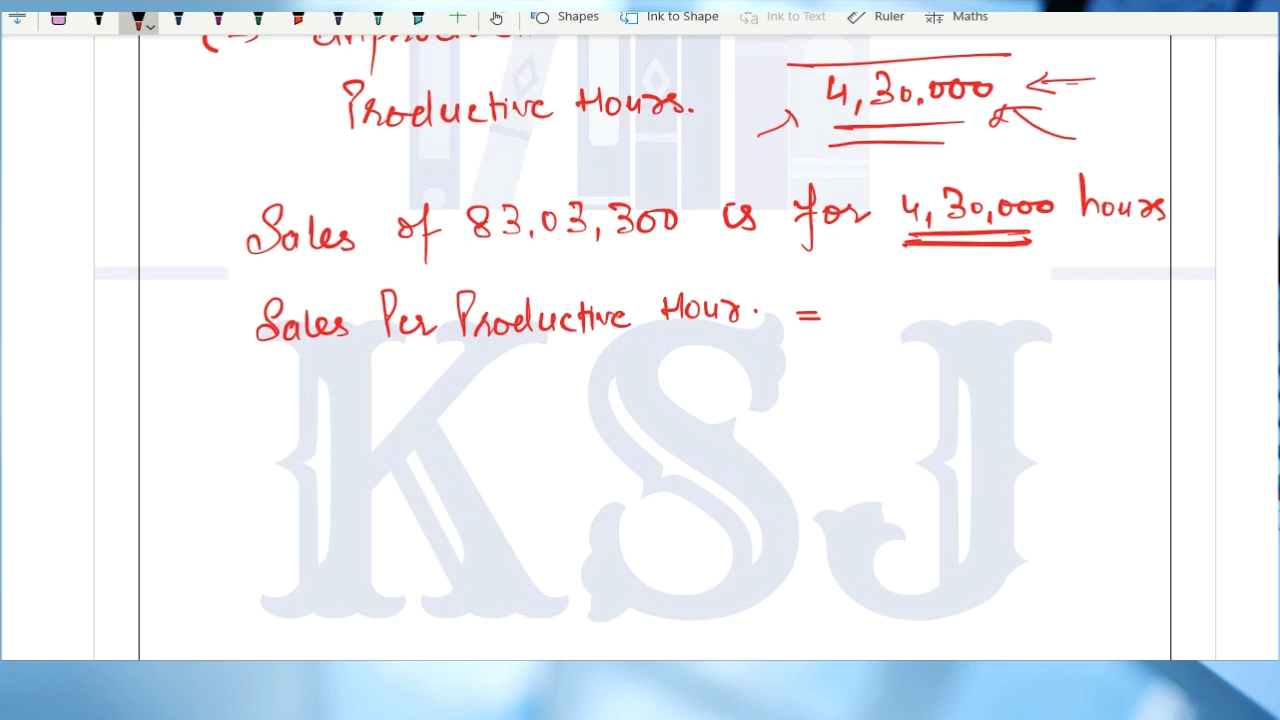 Shapes Ink to Shape Ink to Text Ruler Maths
Productive Hours. 4,30,000
Sales of 83,03,300 is for 4,30,000 hours
Sales Per Productive Hour. =
KSJ